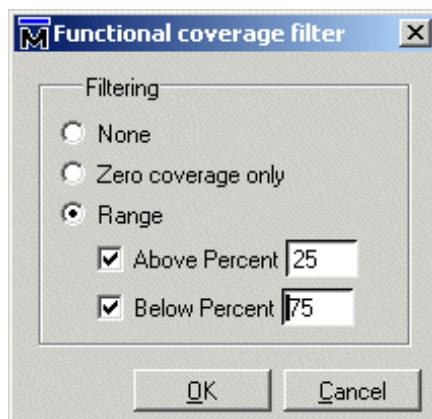 M Functional coverage filter
Filtering
None
Zero coverage only
Range
Above Percent 25
Below Percent 75
OK Cancel